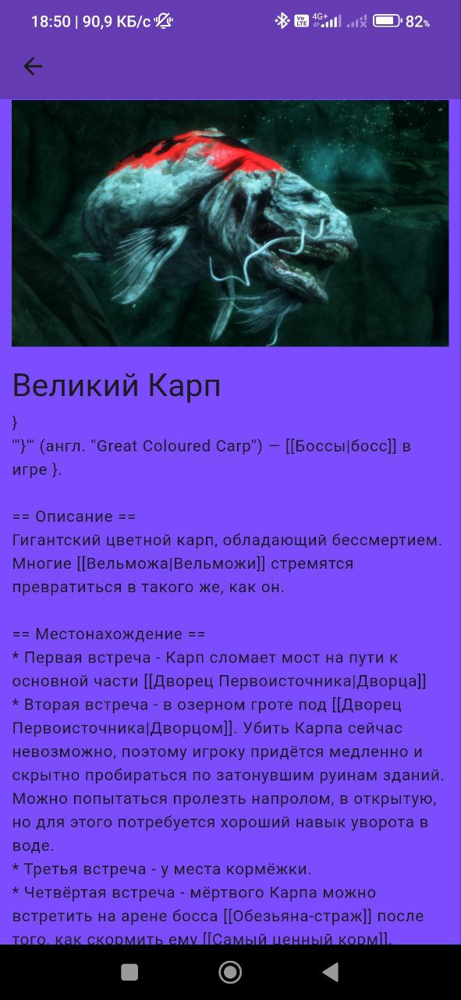 18:50 | 90,9 КБ/с
Vo LTE 4G+ 82%
Великий Карп
}
'''}''' (англ. "Great Coloured Carp") — [[Боссы|босс]] в
игре }.
== Описание ==
Гигантский цветной карп, обладающий бессмертием.
Многие [[Вельможа|Вельможи]] стремятся
превратиться в такого же, как он.
== Местонахождение ==
* Первая встреча - Карп сломает мост на пути к
основной части [[Дворец Первоисточника|Дворца]]
* Вторая встреча - в озерном гроте под [[Дворец
Первоисточника|Дворцом]]. Убить Карпа сейчас
невозможно, поэтому игроку придётся медленно и
скрытно пробираться по затонувшим руинам зданий.
Можно попытаться пролезть напролом, в открытую,
но для этого потребуется хороший навык уворота в
воде.
* Третья встреча - у места кормёжки.
* Четвёртая встреча - мёртвого Карпа можно
встретить на арене босса [[Обезьяна-страж]] после
того, как скормить ему [[Самый ценный корм]].